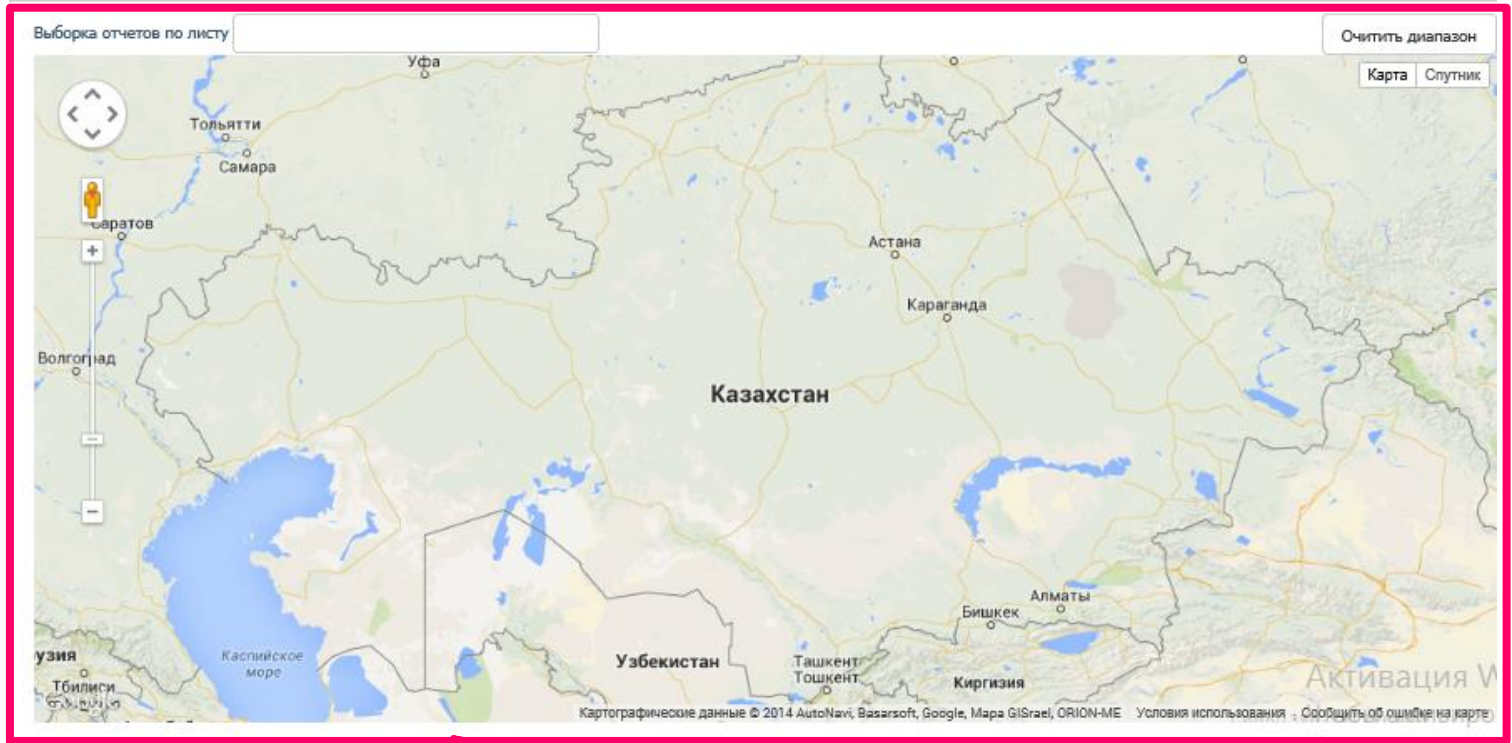 Выборка отчетов по листу
Очитить диапазон
Уфа
Карта Спутник
Тольятти
Самара
Саратов
Астана
Караганда
Волгоград
Казахстан
Алматы
Бишкек
узия
Каспийское
море
Узбекистан
Ташкент
Тошкент
Киргизия
Тбилиси
Активация W
Картографические данные © 2014 AutoNavi, Basarsoft, Google, Mapa GISrael, ORION-ME Условия использования Сообщить об ошибке на карте